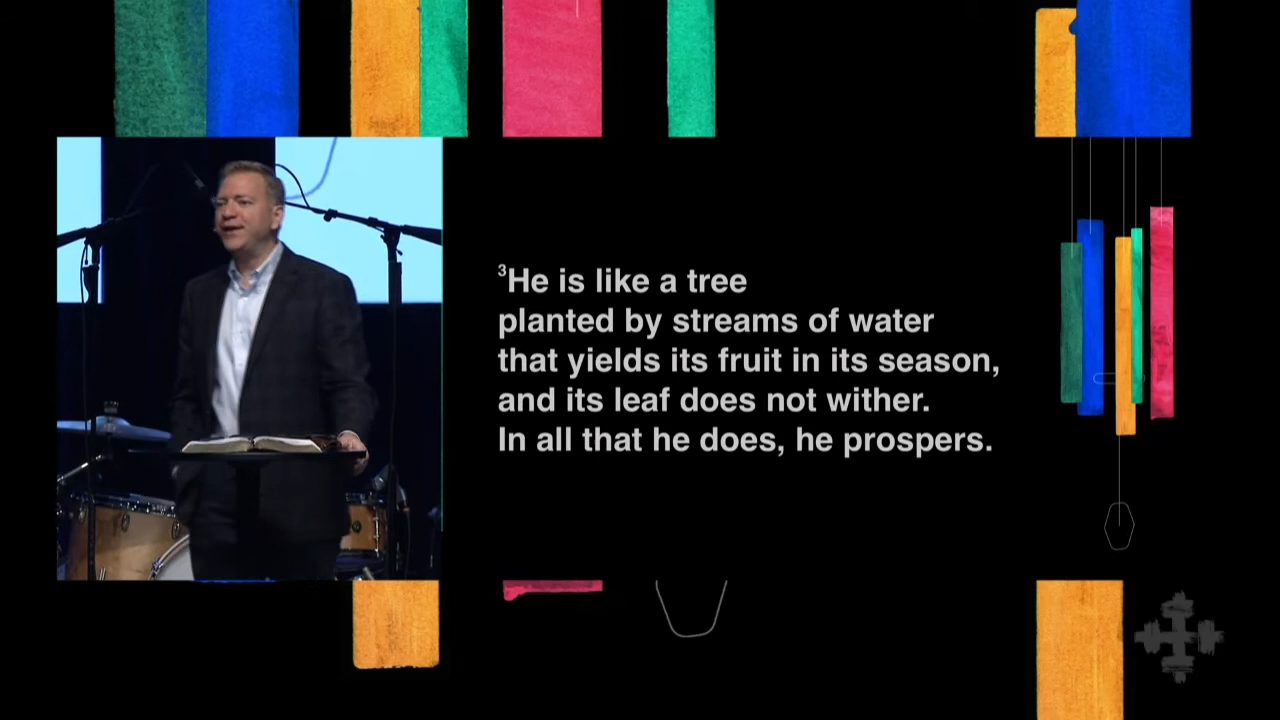 ³He is like a tree
planted by streams of water
that yields its fruit in its season,
and its leaf does not wither.
In all that he does, he prospers.